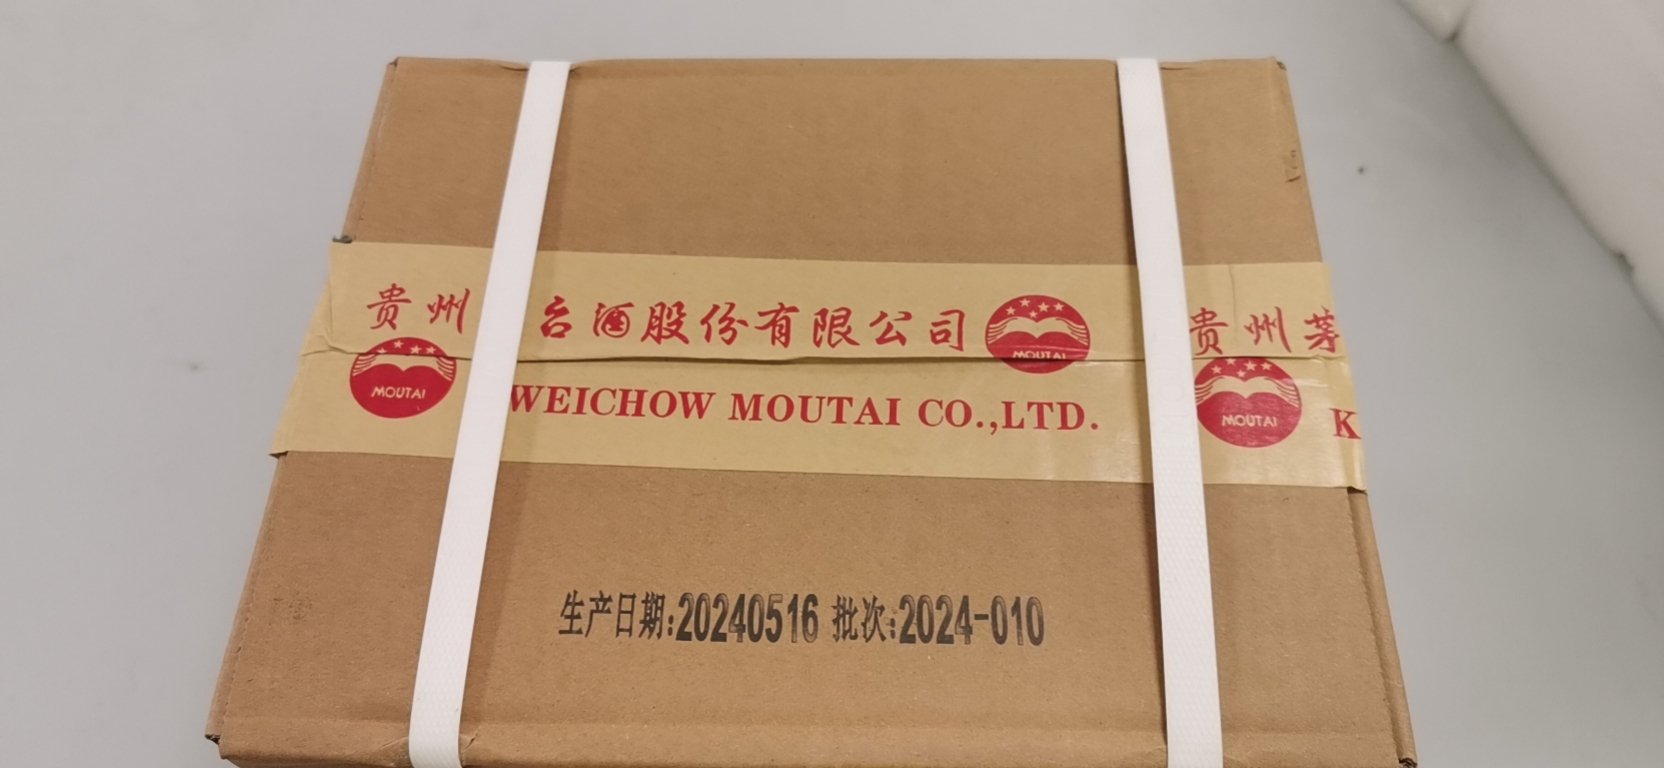 贵州 台酒股份有限公司 MOUTAI 贵州茅
MOUTAI WEICHOW MOUTAI CO.,LTD. MOUTAI K
生产日期:20240516 批次:2024-010